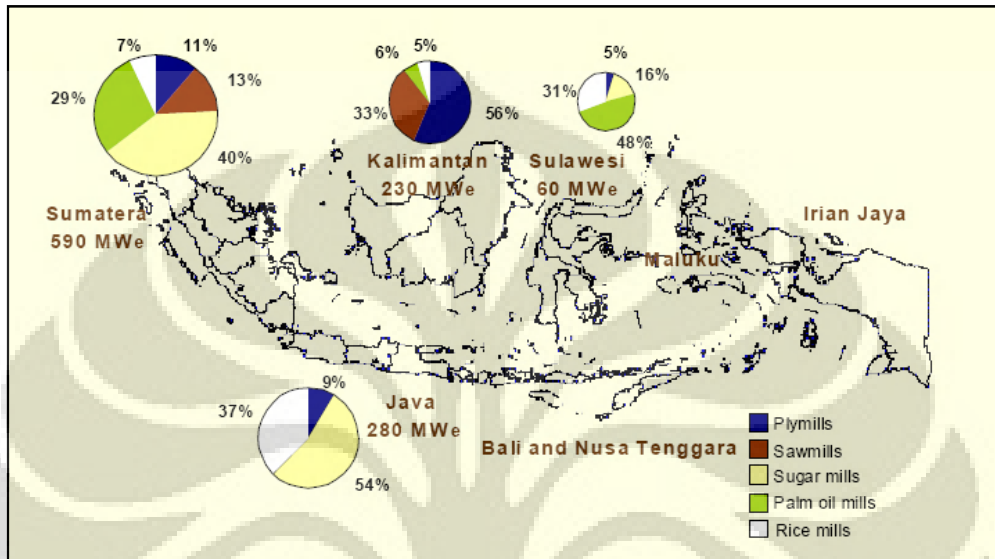 7%
11%
13%
29%
40%
Sumatera
590 MWe
6%
5%
33%
56%
Kalimantan
230 MWe
5%
16%
31%
48%
Sulawesi
60 MWe
Irian Jaya
Maluku
9%
37%
54%
Java
280 MWe
Bali and Nusa Tenggara
Plymills
Sawmills
Sugar mills
Palm oil mills
Rice mills